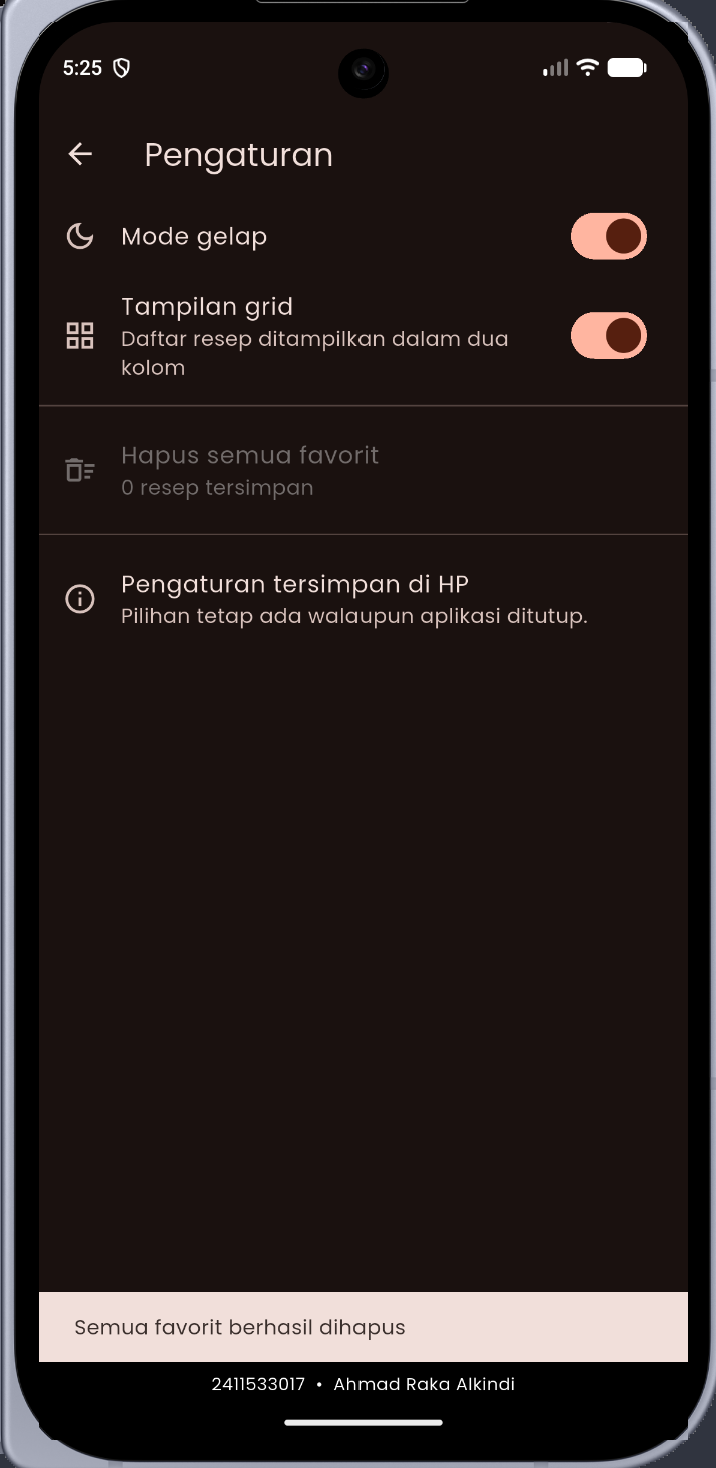 5:25
Pengaturan
Mode gelap
Tampilan grid
Daftar resep ditampilkan dalam dua
kolom
Hapus semua favorit
0 resep tersimpan
Pengaturan tersimpan di HP
Pilihan tetap ada walaupun aplikasi ditutup.
Semua favorit berhasil dihapus
2411533017 • Ahmad Raka Alkindi